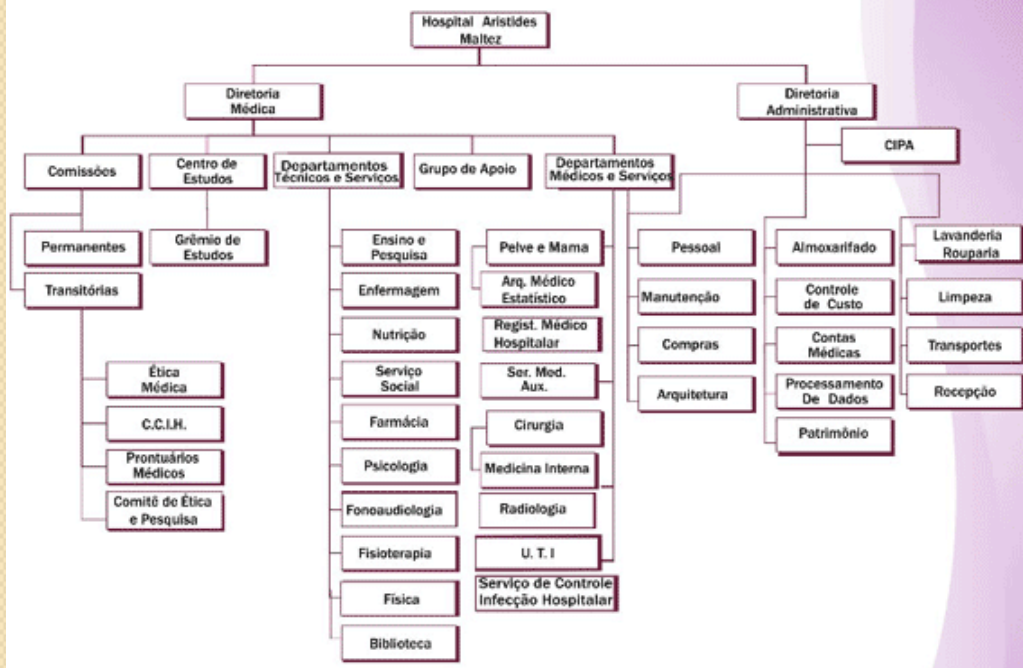 Hospital Aristides
Maltez
Diretoria
Médica
Diretoria
Administrativa
CIPA
Comissões
Centro de
Estudos
Departamentos
Técnicos e Serviços
Grupo de Apoio
Departamentos
Médicos e Serviços
Permanentes
Transitórias
Grêmio de
Estudos
Ética
Médica
C.C.I.H.
Prontuários
Médicos
Comitê de Ética
e Pesquisa
Ensino e
Pesquisa
Enfermagem
Nutrição
Serviço
Social
Farmácia
Psicologia
Fonoaudiologia
Fisioterapia
Física
Biblioteca
Pelve e Mama
Arq. Médico
Estatístico
Regist. Médico
Hospitalar
Ser. Med.
Aux.
Cirurgia
Medicina Interna
Radiologia
U. T. I
Serviço de Controle
Infecção Hospitalar
Pessoal
Manutenção
Compras
Arquitetura
Almoxarifado
Controle
de Custo
Contas
Médicas
Processamento
De Dados
Patrimônio
Lavanderia
Rouparia
Limpeza
Transportes
Recepção